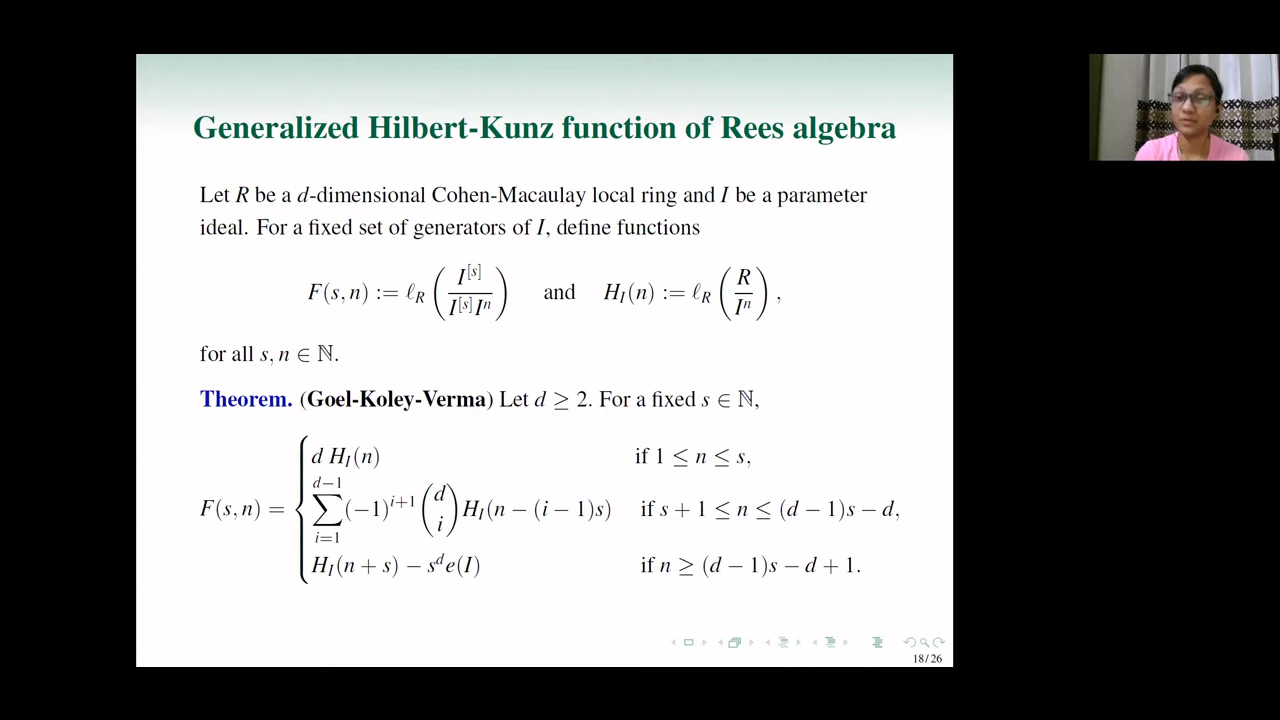 Generalized Hilbert-Kunz function of Rees algebra
Let R be a d-dimensional Cohen-Macaulay local ring and I be a parameter
ideal. For a fixed set of generators of I, define functions
F(s,n) := ℓ_R ( I^[s] / I^[s] I^n ) and H_I(n) := ℓ_R ( R / I^n ),
for all s, n ∈ ℕ.
Theorem. (Goel-Koley-Verma) Let d ≥ 2. For a fixed s ∈ ℕ,
F(s,n) = { d H_I(n) if 1 ≤ n ≤ s,
∑_{i=1}^{d−1} (−1)^{i+1} \binom{d}{i} H_I(n − (i − 1)s) if s + 1 ≤ n ≤ (d − 1)s − d,
H_I(n + s) − s^d e(I) if n ≥ (d − 1)s − d + 1.
18 / 26